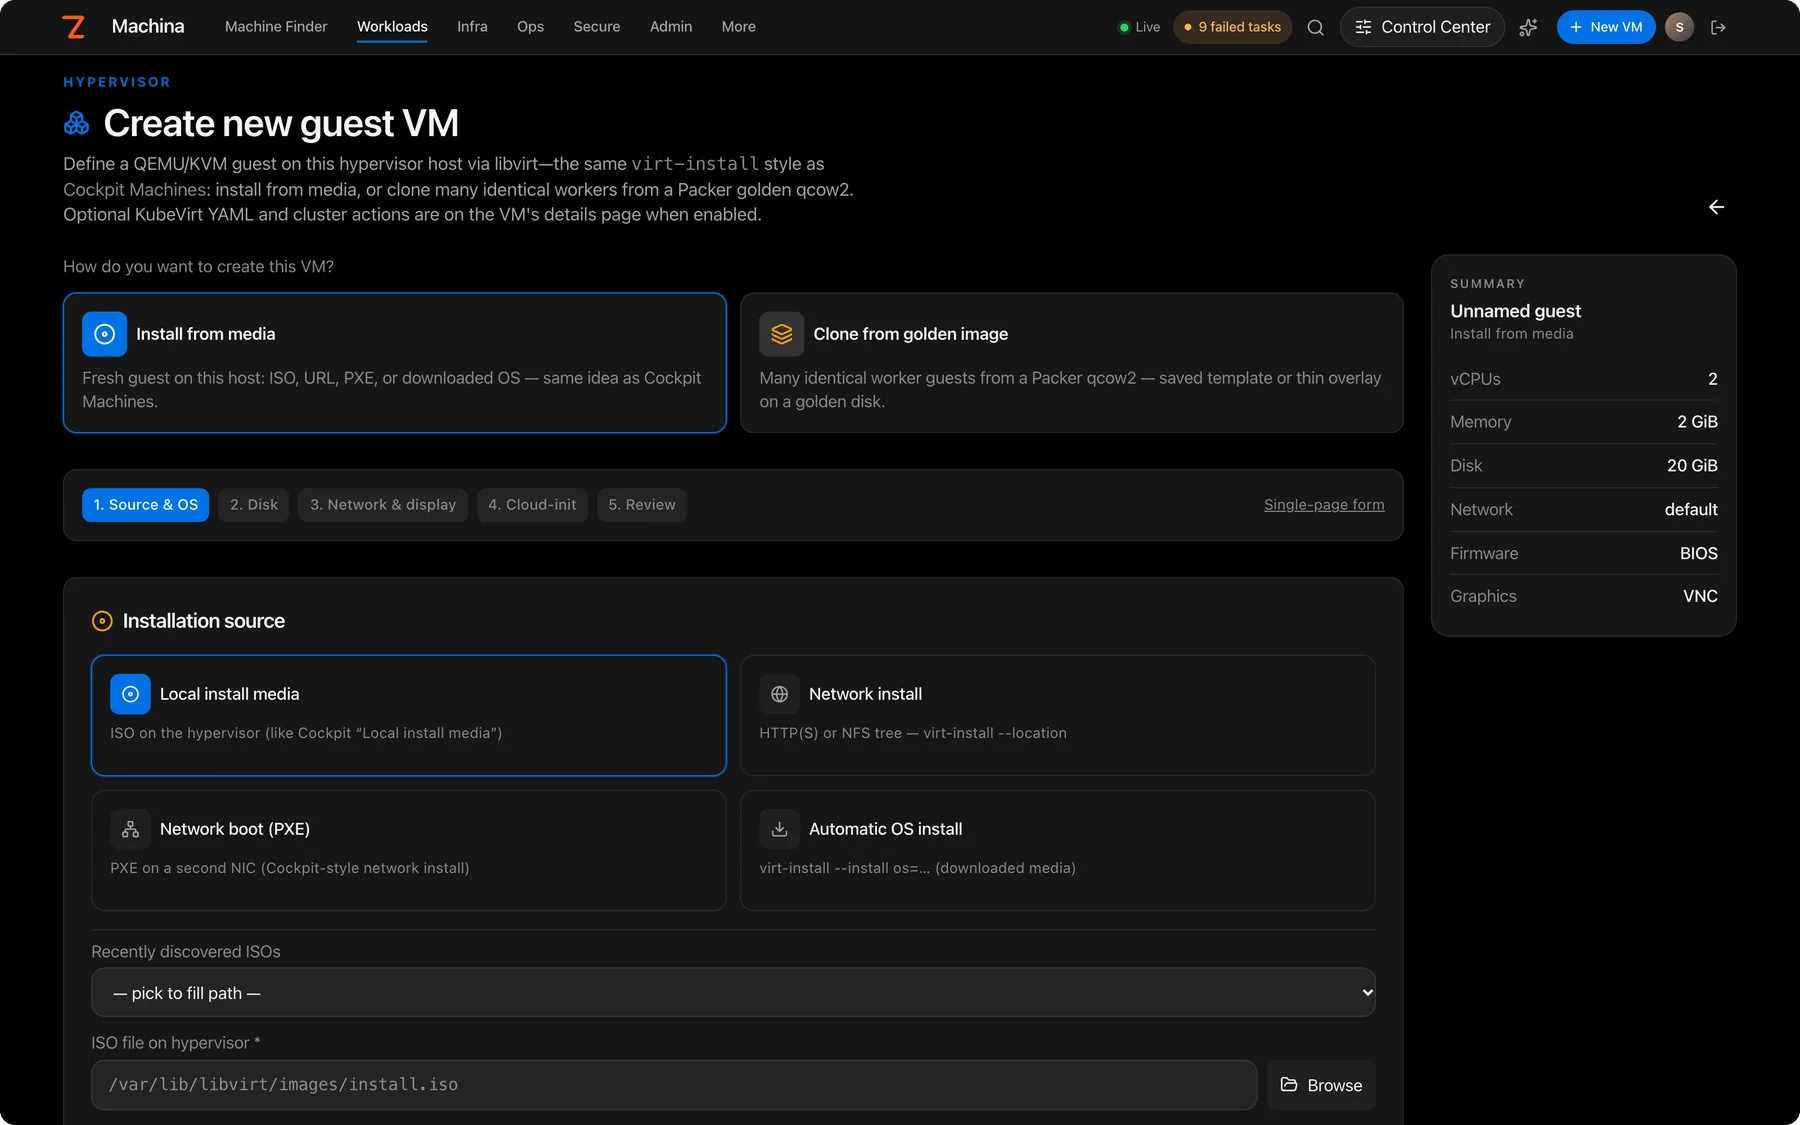 Machina
Machine Finder
Workloads
Infra
Ops
Secure
Admin
More
Live
9 failed tasks
Control Center
+ New VM
S
HYPERVISOR
Create new guest VM
Define a QEMU/KVM guest on this hypervisor host via libvirt—the same virt-install style as
Cockpit Machines: install from media, or clone many identical workers from a Packer golden qcow2.
Optional KubeVirt YAML and cluster actions are on the VM's details page when enabled.
How do you want to create this VM?
Install from media
Fresh guest on this host: ISO, URL, PXE, or downloaded OS — same idea as Cockpit
Machines.
Clone from golden image
Many identical worker guests from a Packer qcow2 — saved template or thin overlay
on a golden disk.
1. Source & OS
2. Disk
3. Network & display
4. Cloud-init
5. Review
Single-page form
Installation source
Local install media
ISO on the hypervisor (like Cockpit “Local install media”)
Network install
HTTP(S) or NFS tree — virt-install --location
Network boot (PXE)
PXE on a second NIC (Cockpit-style network install)
Automatic OS install
virt-install --install os=... (downloaded media)
Recently discovered ISOs
— pick to fill path —
ISO file on hypervisor *
/var/lib/libvirt/images/install.iso
Browse
SUMMARY
Unnamed guest
Install from media
vCPUs 2
Memory 2 GiB
Disk 20 GiB
Network default
Firmware BIOS
Graphics VNC